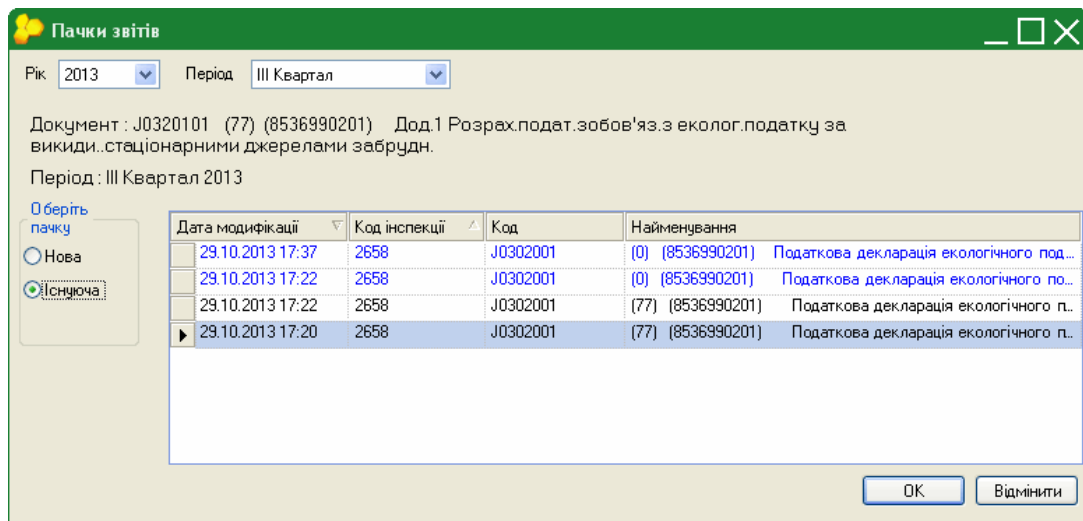 Пачки звітів
Рік 2013 Період III Квартал
Документ : J0320101 (77) (8536990201) Дод.1 Розрах.подат.зобов'яз.з еколог.податку за
викиди..стаціонарними джерелами забрудн.
Період : III Квартал 2013
Оберіть
пачку
Нова
Існуюча
Дата модифікації Код інспекції Код Найменування
29.10.2013 17:37 2658 J0302001 (0) (8536990201) Податкова декларація екологічного под...
29.10.2013 17:22 2658 J0302001 (0) (8536990201) Податкова декларація екологічного по...
29.10.2013 17:22 2658 J0302001 (77) (8536990201) Податкова декларація екологічного п...
29.10.2013 17:20 2658 J0302001 (77) (8536990201) Податкова декларація екологічного п...
OK Відмінити